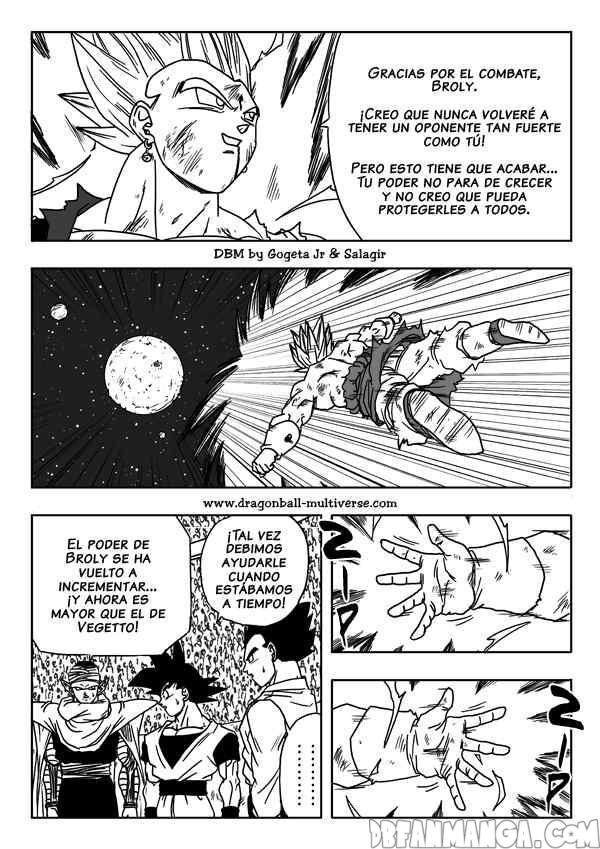 GRACIAS POR EL COMBATE,
BROLY.
¡CREO QUE NUNCA VOLVERÉ A
TENER UN OPONENTE TAN FUERTE
COMO TÚ!
PERO ESTO TIENE QUE ACABAR...
TU PODER NO PARA DE CRECER
Y NO CREO QUE PUEDA
PROTEGERLES A TODOS.
DBM by Gogeta Jr & Salagir
www.dragonball-multiverse.com
EL PODER DE
BROLY SE HA
VUELTO A
INCREMENTAR...
¡Y AHORA ES
MAYOR QUE EL DE
VEGETTO!
¡TAL VEZ
DEBIMOS
AYUDARLE
CUANDO
ESTÁBAMOS
A TIEMPO!
.........
ZIP
ZIP
DBFANMANGA.COM